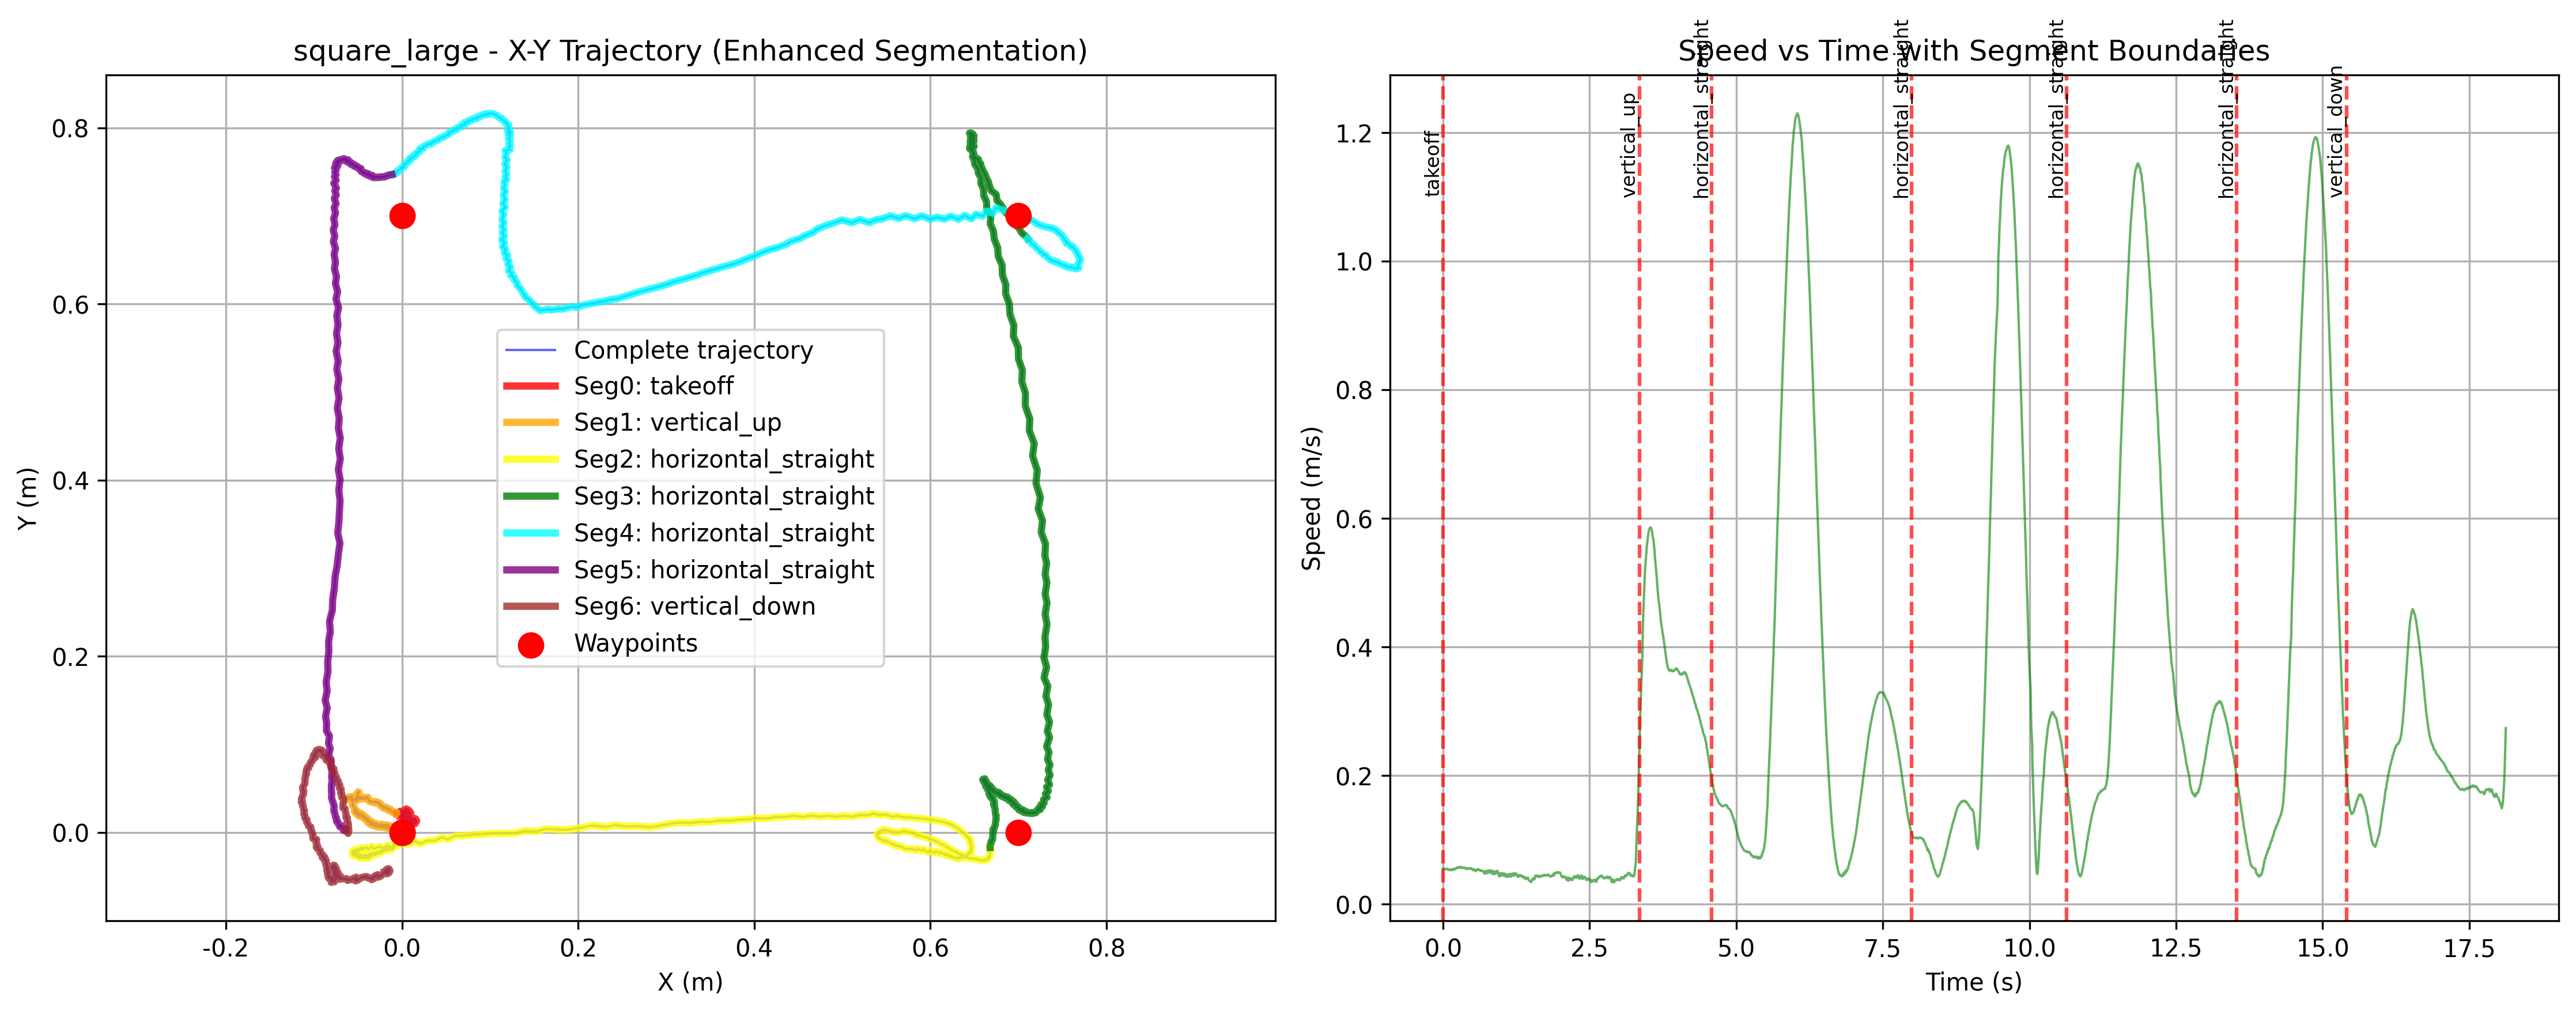 square_large - X-Y Trajectory (Enhanced Segmentation)
0.8
0.6
0.4
0.2
0.0
Y (m)
-0.2
0.0
0.2
0.4
0.6
0.8
X (m)
Complete trajectory
Seg0: takeoff
Seg1: vertical_up
Seg2: horizontal_straight
Seg3: horizontal_straight
Seg4: horizontal_straight
Seg5: horizontal_straight
Seg6: vertical_down
Waypoints
Speed vs Time with Segment Boundaries
takeoff
vertical_up
horizontal_straight
horizontal_straight
horizontal_straight
horizontal_straight
vertical_down
1.2
1.0
0.8
0.6
0.4
0.2
0.0
Speed (m/s)
0.0
2.5
5.0
7.5
10.0
12.5
15.0
17.5
Time (s)